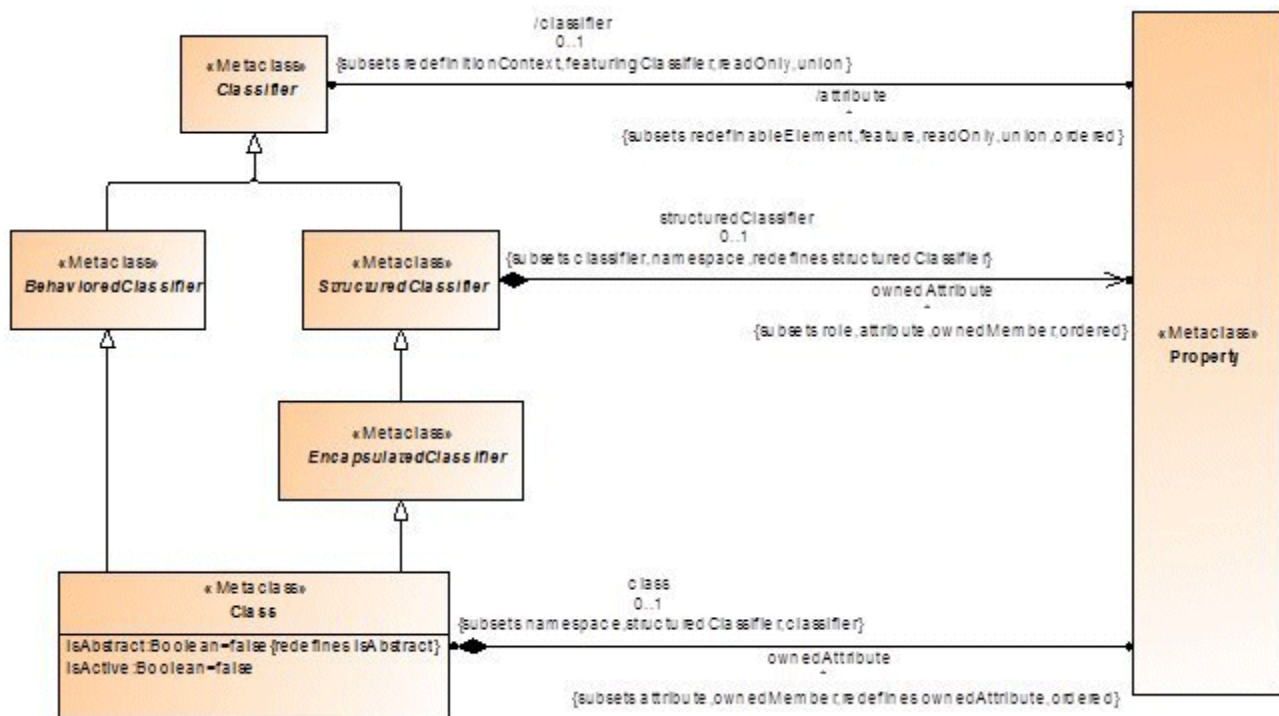 /classifier
0..1
{subsets redefinitionContext,featuringClassifier,readOnly,union}
«Metaclass»
Classifier
/attribute
*
{subsets redefinableElement,feature,readOnly,union,ordered}
structuredClassifier
0..1
{subsets classifier,namespace,redefines structuredClassifier}
«Metaclass»
BehavioredClassifier
«Metaclass»
StructuredClassifier
ownedAttribute
*
{subsets role,attribute,ownedMember,ordered}
«Metaclass»
Property
«Metaclass»
EncapsulatedClassifier
«Metaclass»
Class
isAbstract:Boolean=false{redefines isAbstract}
isActive:Boolean=false
class
0..1
{subsets namespace,structuredClassifier,classifier}
ownedAttribute
*
{subsets attribute,ownedMember,redefines ownedAttribute,ordered}